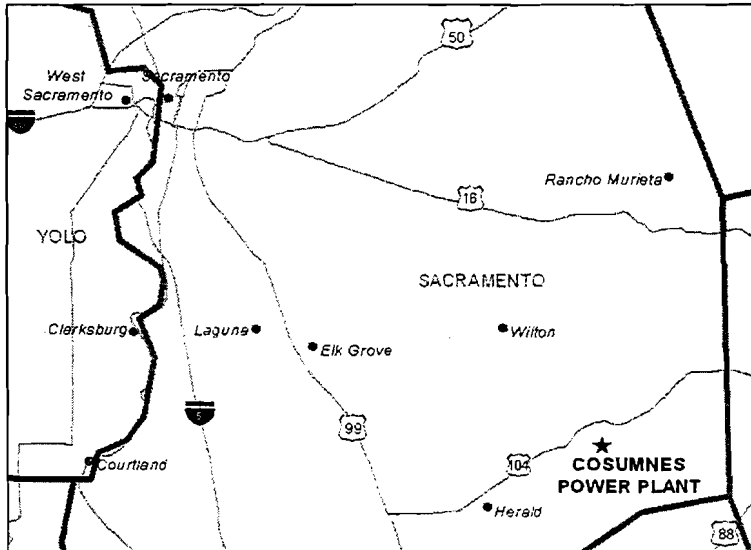 50
West
Sacramento
Sacramento
Rancho Murieta
16
YOLO
SACRAMENTO
Clarksburg
Laguna
Wilton
Elk Grove
5
99
104
COSUMNES
POWER PLANT
Courtland
Herald
88